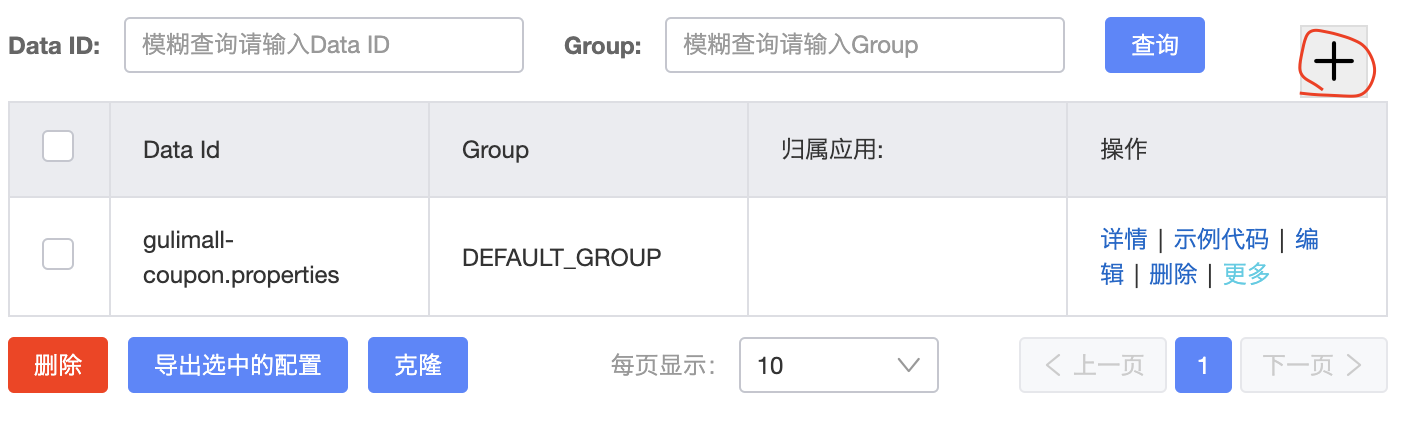 Data ID: 模糊查询请输入Data ID Group: 模糊查询请输入Group 查询
Data Id Group 归属应用: 操作
gulimall-
coupon.properties
DEFAULT_GROUP
详情 | 示例代码 | 编
辑 | 删除 | 更多
删除 导出选中的配置 克隆 每页显示: 10 上一页 1 下一页